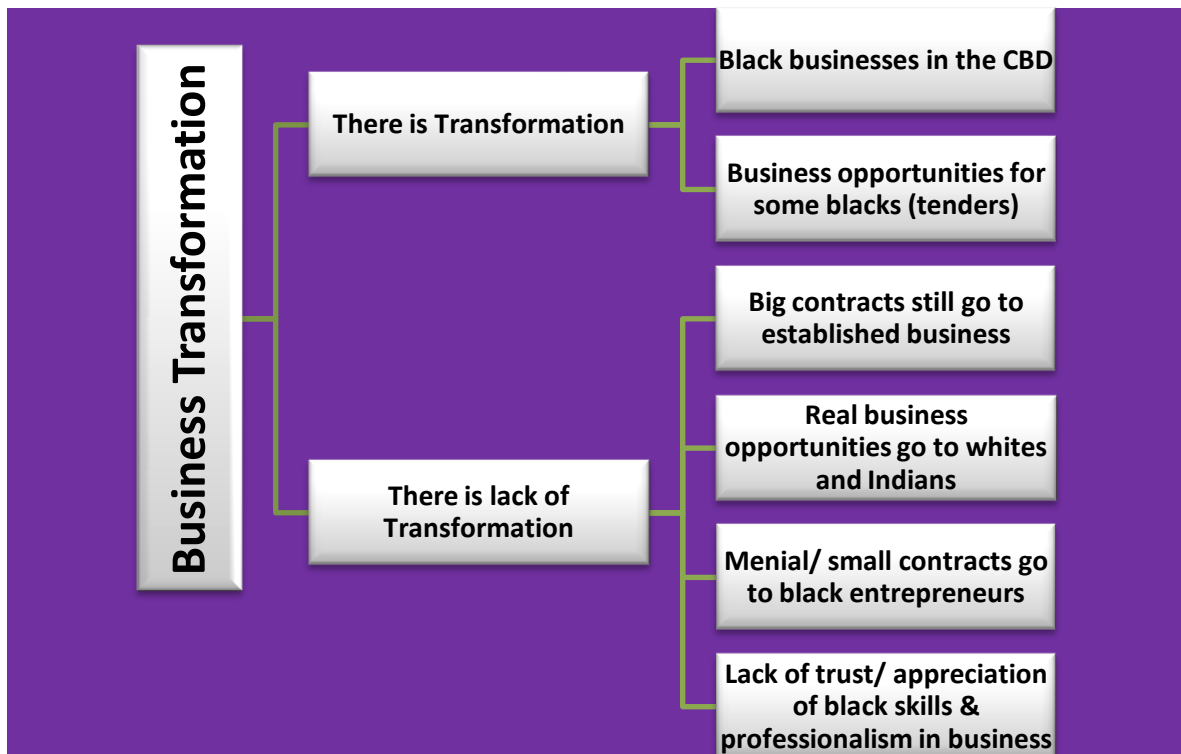 Business Transformation
There is Transformation
Black businesses in the CBD
Business opportunities for
some blacks (tenders)
There is lack of
Transformation
Big contracts still go to
established business
Real business
opportunities go to whites
and Indians
Menial/ small contracts go
to black entrepreneurs
Lack of trust/ appreciation
of black skills &
professionalism in business